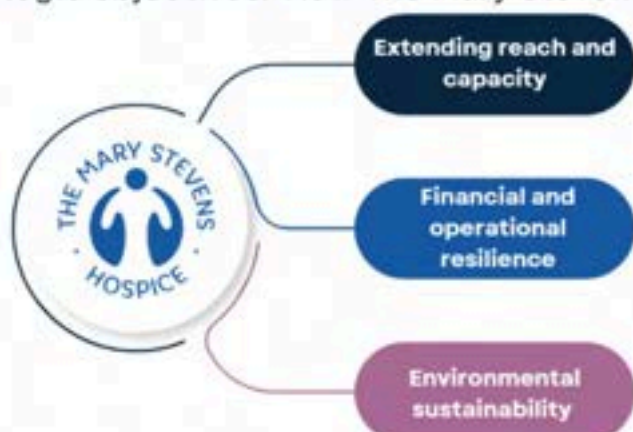 Extending reach and
capacity
THE MARY STEVENS
· HOSPICE ·
Financial and
operational
resilience
Environmental
sustainability